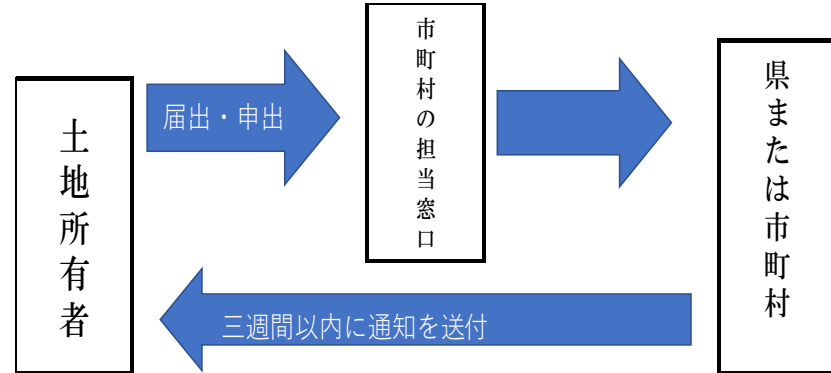 土地所有者
届出・申出
市町村の担当窓口
県または市町村
三週間以内に通知を送付